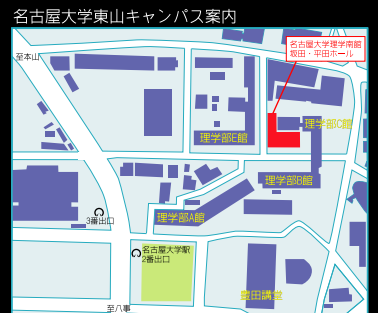 名古屋大学東山キャンパス案内
名古屋大学理学南館
坂田・平田ホール
至本山
理学部C館
理学部E館
理学部B館
理学部A館
3番出口
名古屋大学駅
2番出口
豊田講堂
至八事